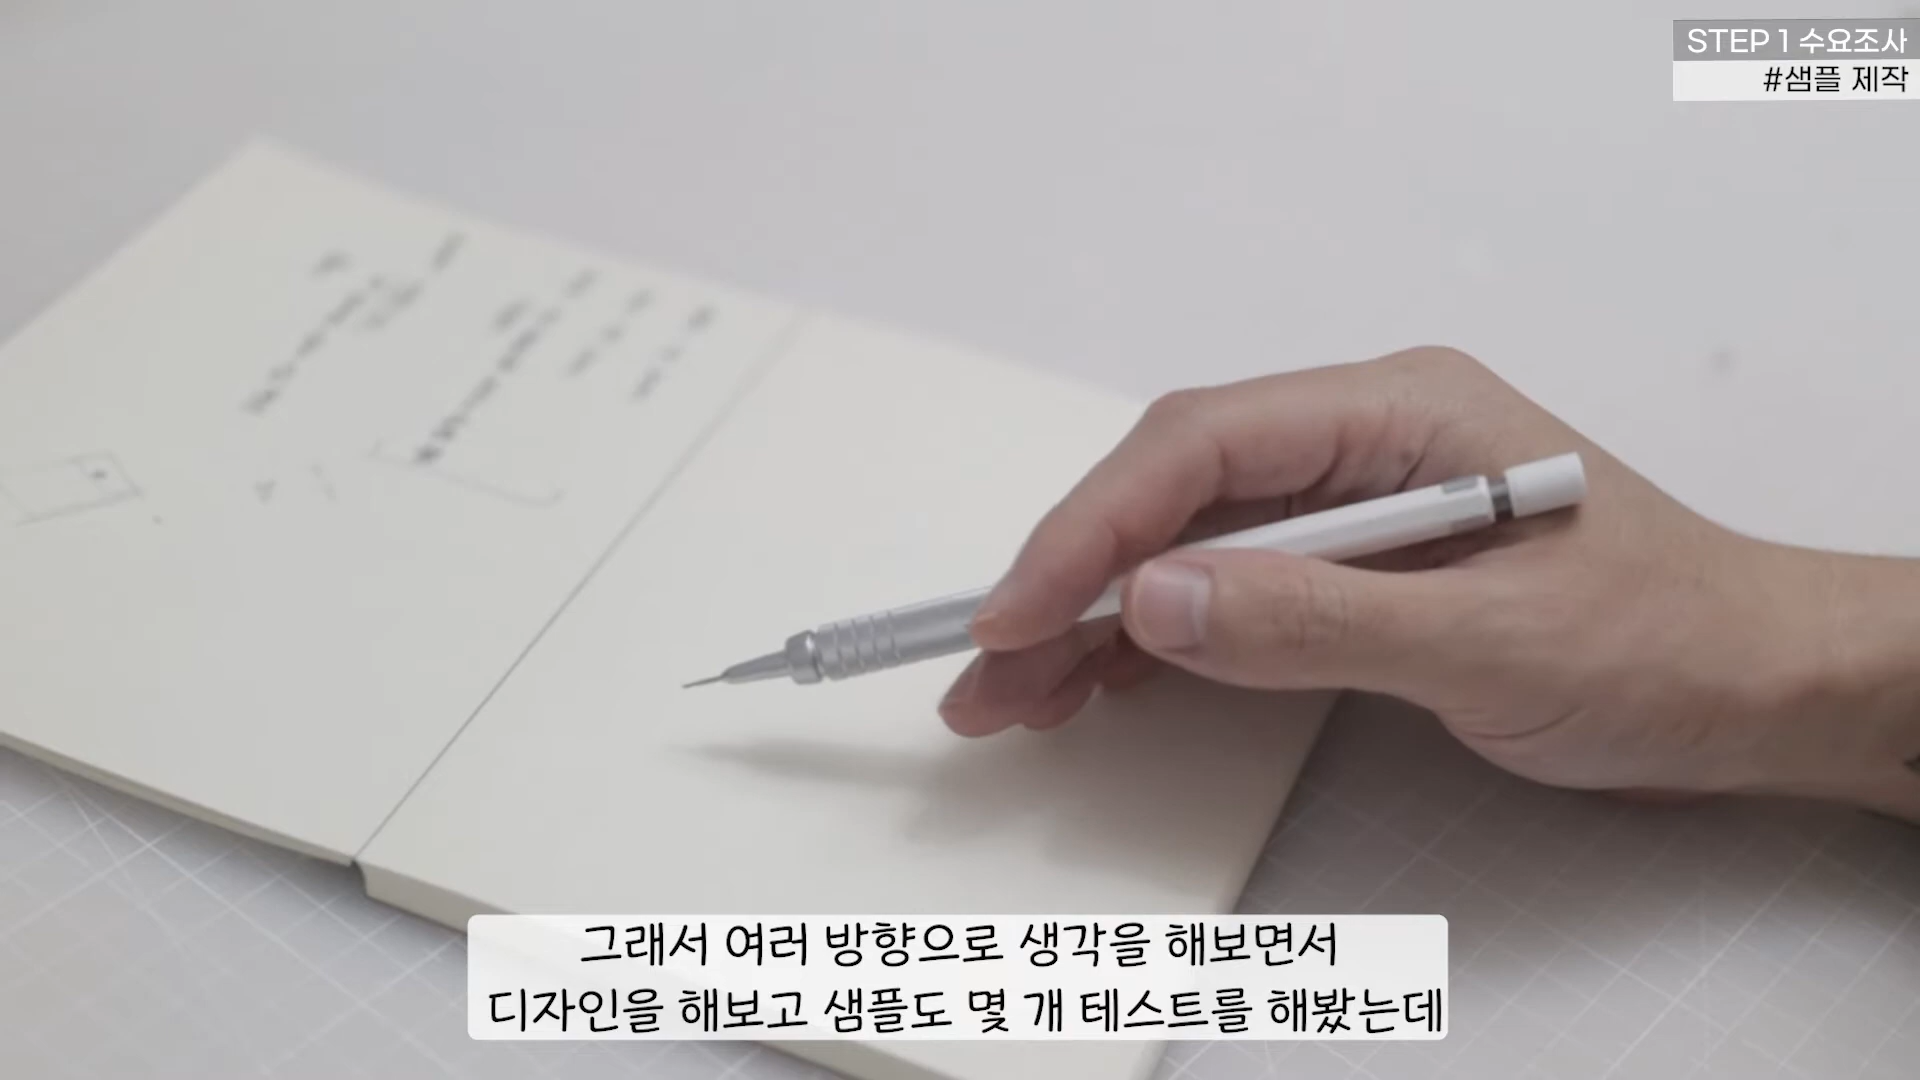 STEP 1 수요조사
#샘플 제작
그래서 여러 방향으로 생각을 해보면서
디자인을 해보고 샘플도 몇 개 테스트를 해봤는데